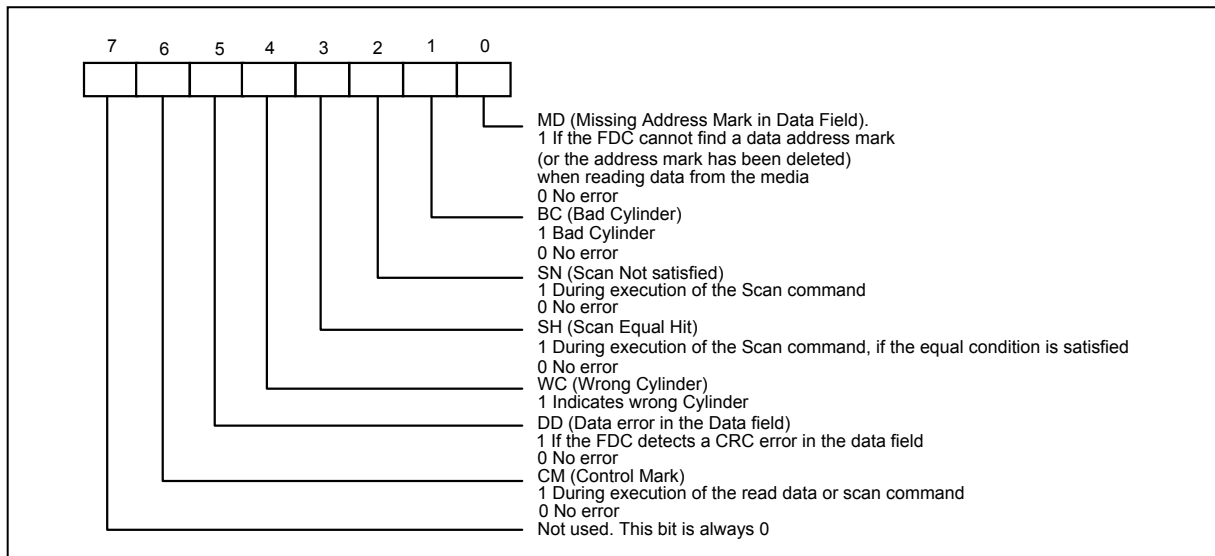 7 6 5 4 3 2 1 0
MD (Missing Address Mark in Data Field).
1 If the FDC cannot find a data address mark
(or the address mark has been deleted)
when reading data from the media
0 No error
BC (Bad Cylinder)
1 Bad Cylinder
0 No error
SN (Scan Not satisfied)
1 During execution of the Scan command
0 No error
SH (Scan Equal Hit)
1 During execution of the Scan command, if the equal condition is satisfied
0 No error
WC (Wrong Cylinder)
1 Indicates wrong Cylinder
DD (Data error in the Data field)
1 If the FDC detects a CRC error in the data field
0 No error
CM (Control Mark)
1 During execution of the read data or scan command
0 No error
Not used. This bit is always 0